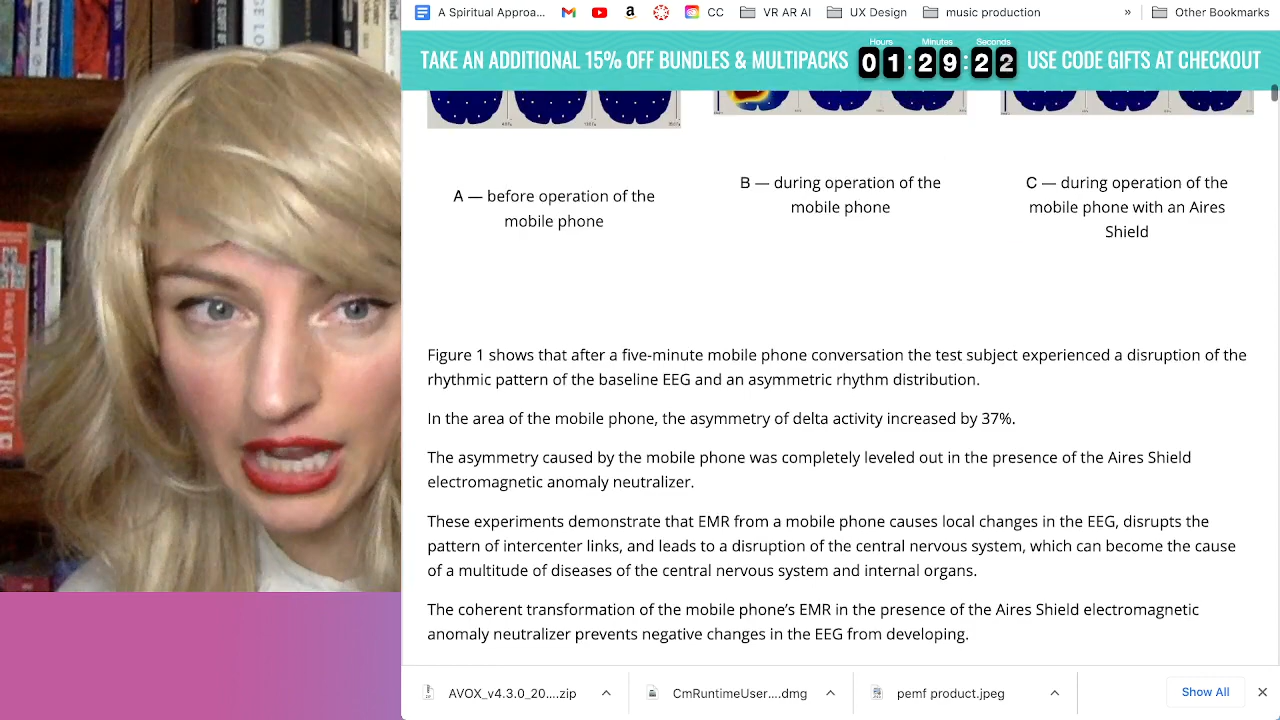 A Spiritual Approa...
CC
VR AR AI
UX Design
music production
»
Other Bookmarks
TAKE AN ADDITIONAL 15% OFF BUNDLES & MULTIPACKS
Hours Minutes Seconds
01:29:22
USE CODE GIFTS AT CHECKOUT
A — before operation of the
mobile phone
B — during operation of the
mobile phone
C — during operation of the
mobile phone with an Aires
Shield
Figure 1 shows that after a five-minute mobile phone conversation the test subject experienced a disruption of the
rhythmic pattern of the baseline EEG and an asymmetric rhythm distribution.
In the area of the mobile phone, the asymmetry of delta activity increased by 37%.
The asymmetry caused by the mobile phone was completely leveled out in the presence of the Aires Shield
electromagnetic anomaly neutralizer.
These experiments demonstrate that EMR from a mobile phone causes local changes in the EEG, disrupts the
pattern of intercenter links, and leads to a disruption of the central nervous system, which can become the cause
of a multitude of diseases of the central nervous system and internal organs.
The coherent transformation of the mobile phone's EMR in the presence of the Aires Shield electromagnetic
anomaly neutralizer prevents negative changes in the EEG from developing.
AVOX_v4.3.0_20....zip
CmRuntimeUser....dmg
pemf product.jpeg
Show All
TAROT